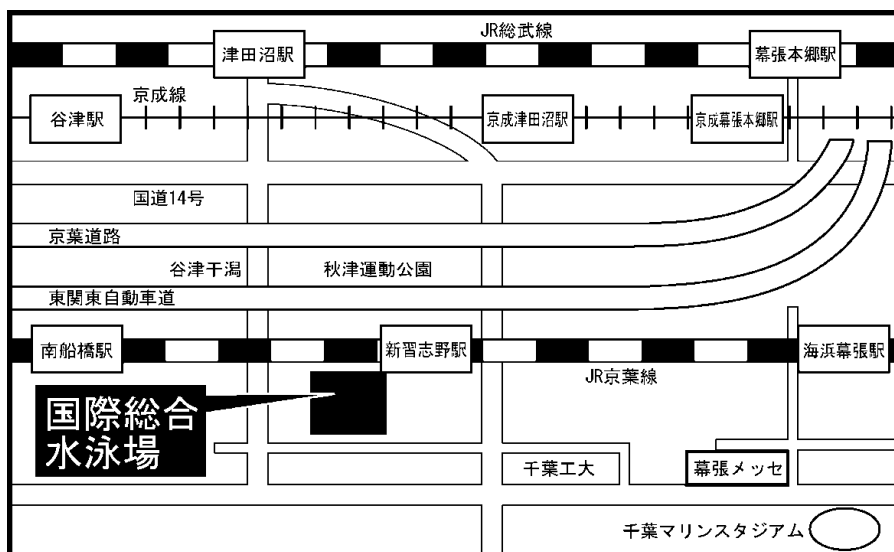 JR総武線
津田沼駅
幕張本郷駅
京成線
谷津駅
京成津田沼駅
京成幕張本郷駅
国道14号
京葉道路
谷津干潟
秋津運動公園
東関東自動車道
南船橋駅
新習志野駅
海浜幕張駅
JR京葉線
国際総合
水泳場
千葉工大
幕張メッセ
千葉マリンスタジアム